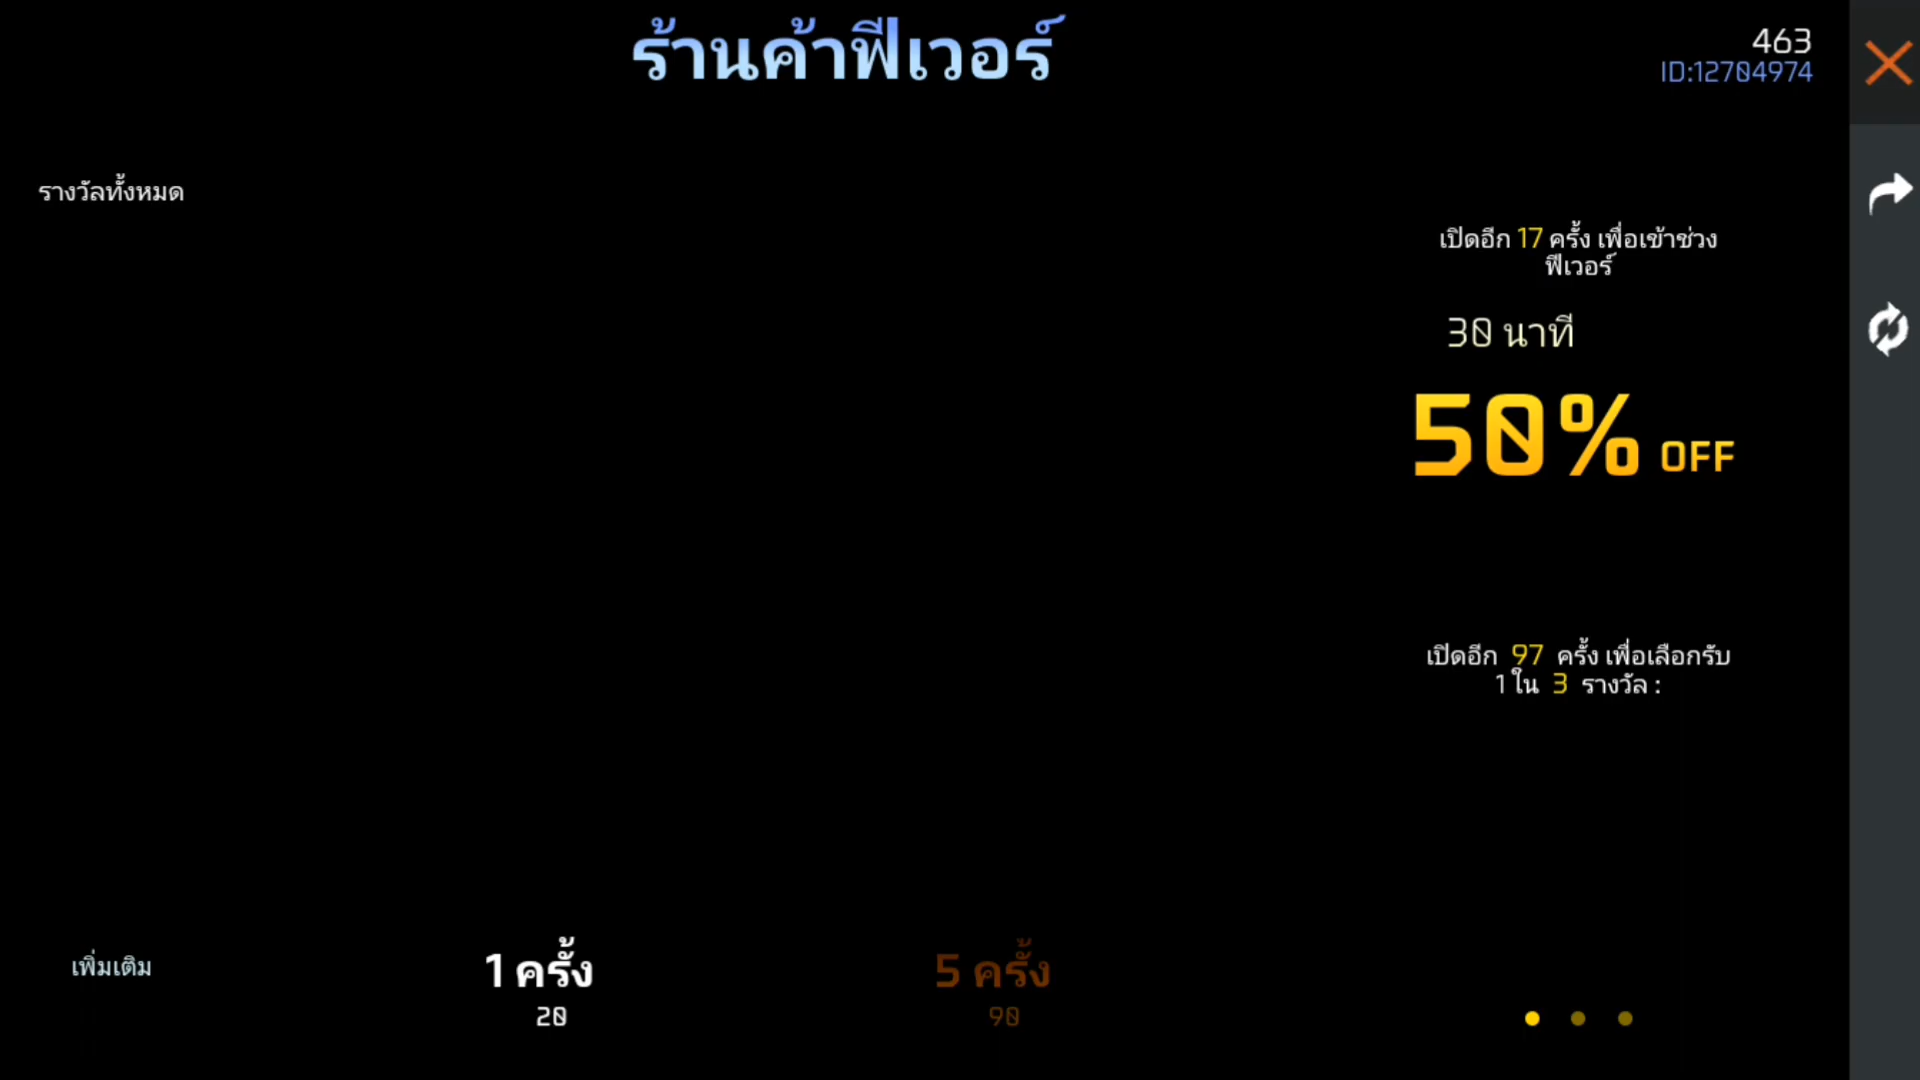 ร้านค้าฟีเวอร์
463
ID:12704974
รางวัลทั้งหมด
เปิดอีก 17 ครั้ง เพื่อเข้าช่วง
ฟีเวอร์
30 นาที
50% OFF
เปิดอีก 97 ครั้ง เพื่อเลือกรับ
1 ใน 3 รางวัล :
เพิ่มเติม
1 ครั้ง
20
5 ครั้ง
90